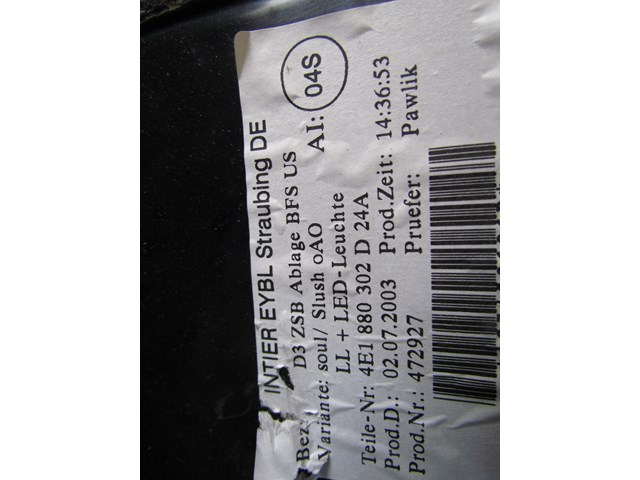 INTIER EYBL Straubing DE
Bez. D3 ZSB Ablage BFS US
Variante: soul/ Slush oAO AI: 04S
LL + LED-Leuchte
Teile-Nr: 4E1 880 302 D 24A
Prod.D.: 02.07.2003 Prod.Zeit: 14:36:53
Prod.Nr.: 472927 Pruefer: Pawlik